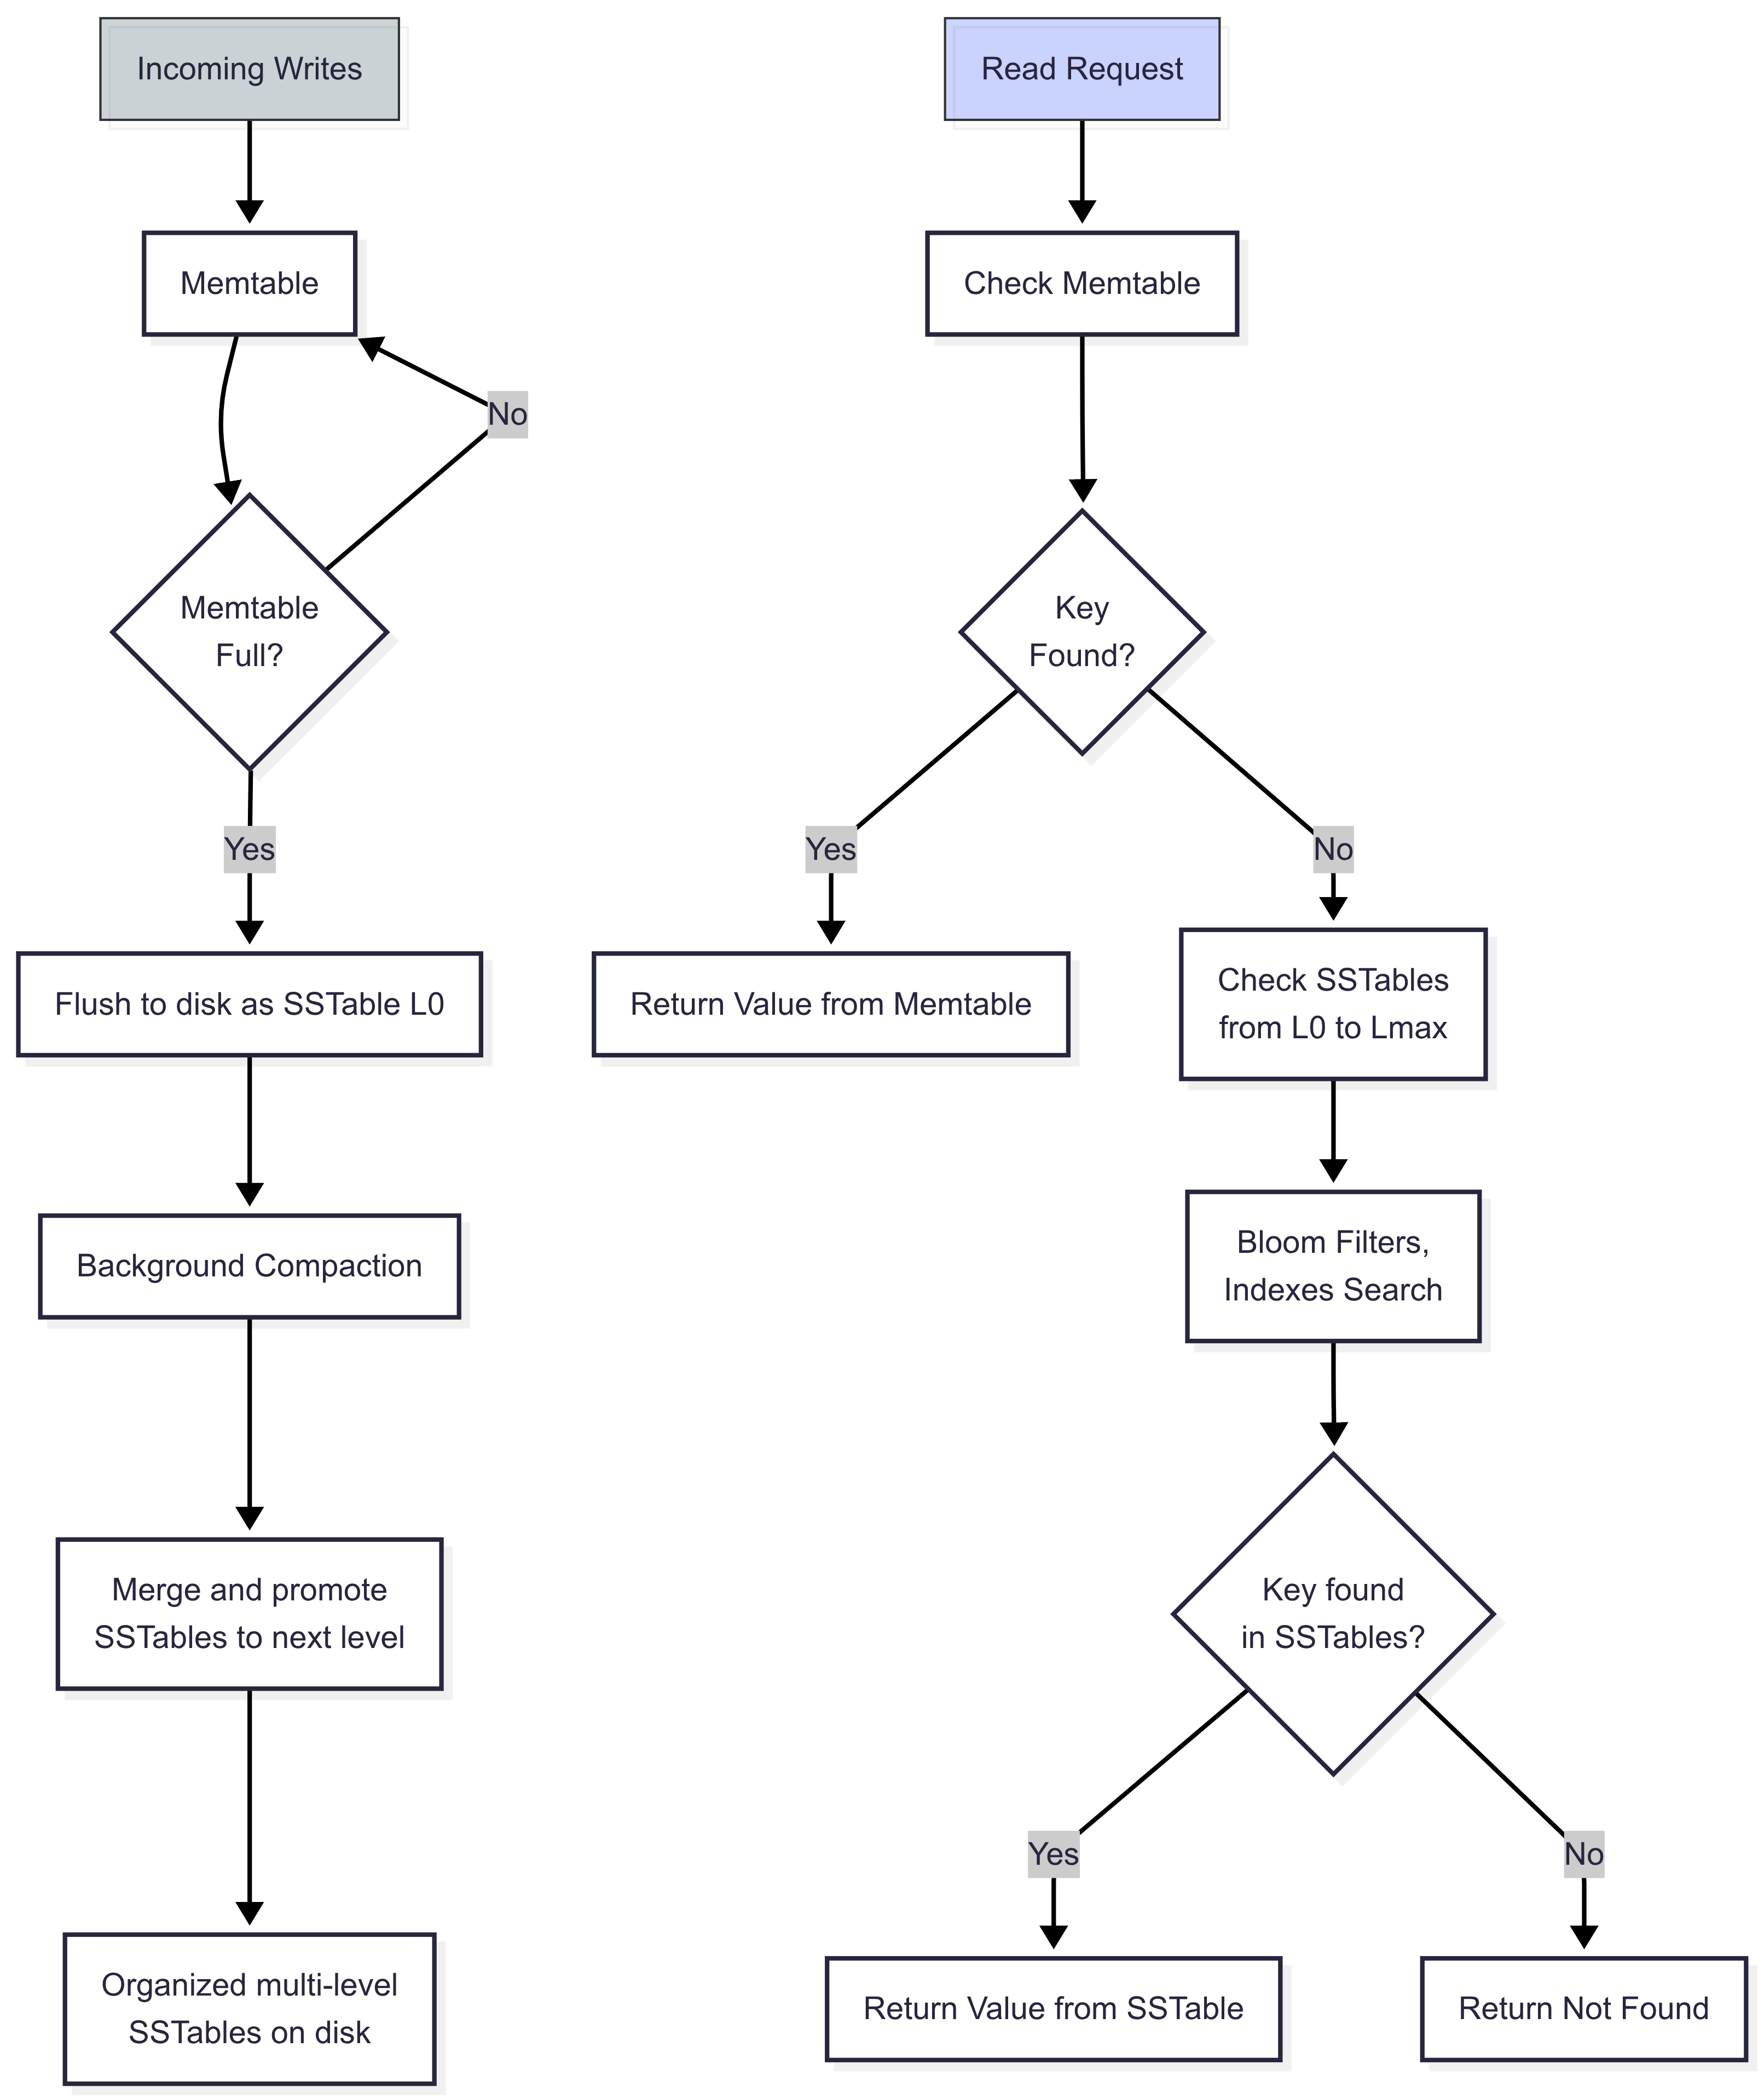 Incoming Writes
Memtable
No
Memtable
Full?
Yes
Flush to disk as SSTable L0
Background Compaction
Merge and promote
SSTables to next level
Organized multi-level
SSTables on disk
Read Request
Check Memtable
Key
Found?
Yes
No
Return Value from Memtable
Check SSTables
from L0 to Lmax
Bloom Filters,
Indexes Search
Key found
in SSTables?
Yes
No
Return Value from SSTable
Return Not Found